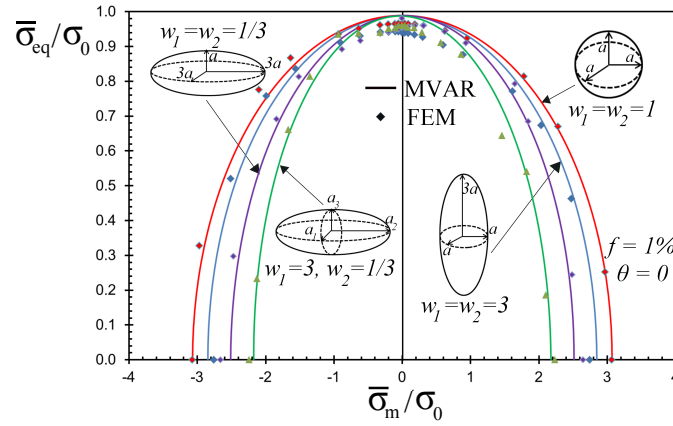 σ̅eq/σ0
1.0
0.9
0.8
0.7
0.6
0.5
0.4
0.3
0.2
0.1
0.0
-4
-3
-2
-1
0
1
2
3
4
σ̅m/σ0
w1=w2=1/3
a
3a
3a
MVAR
FEM
a
a
a
w1=w2=1
a3
a1
a2
w1=3, w2=1/3
3a
a
a
w1=w2=3
f = 1%
θ = 0